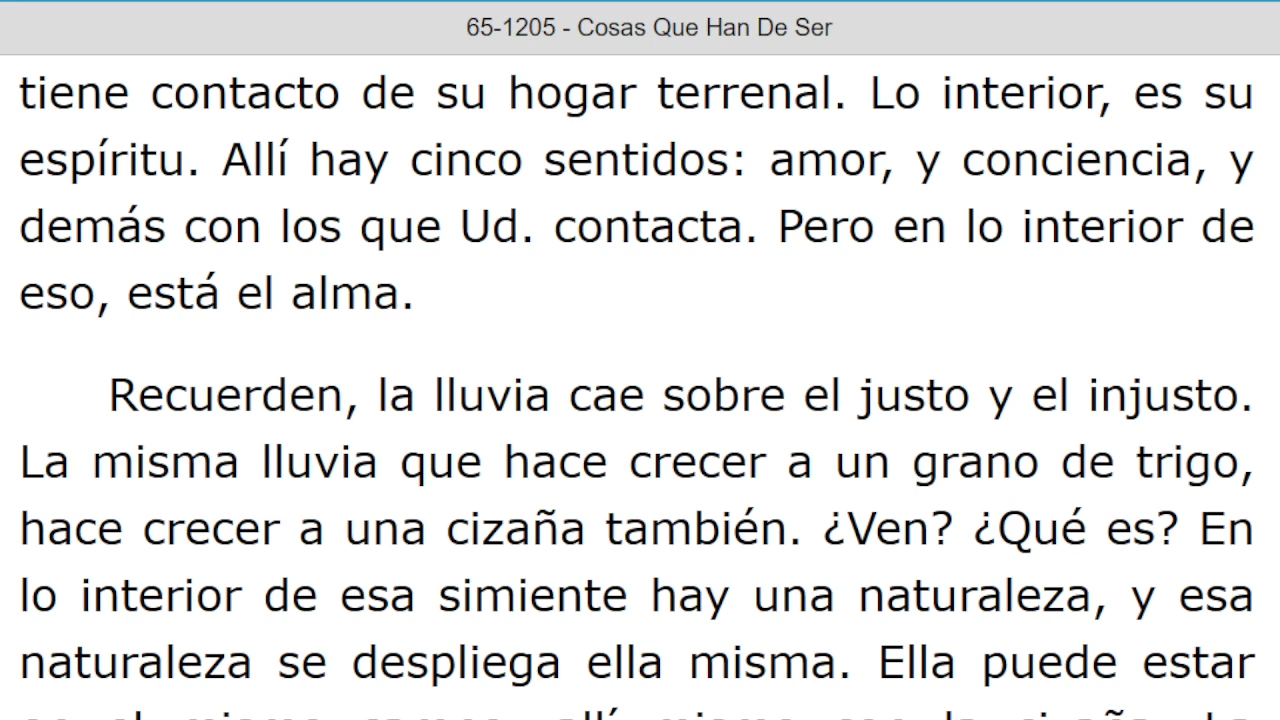 65-1205 - Cosas Que Han De Ser
tiene contacto de su hogar terrenal. Lo interior, es su
espíritu. Allí hay cinco sentidos: amor, y conciencia, y
demás con los que Ud. contacta. Pero en lo interior de
eso, está el alma.
Recuerden, la lluvia cae sobre el justo y el injusto.
La misma lluvia que hace crecer a un grano de trigo,
hace crecer a una cizaña también. ¿Ven? ¿Qué es? En
lo interior de esa simiente hay una naturaleza, y esa
naturaleza se despliega ella misma. Ella puede estar